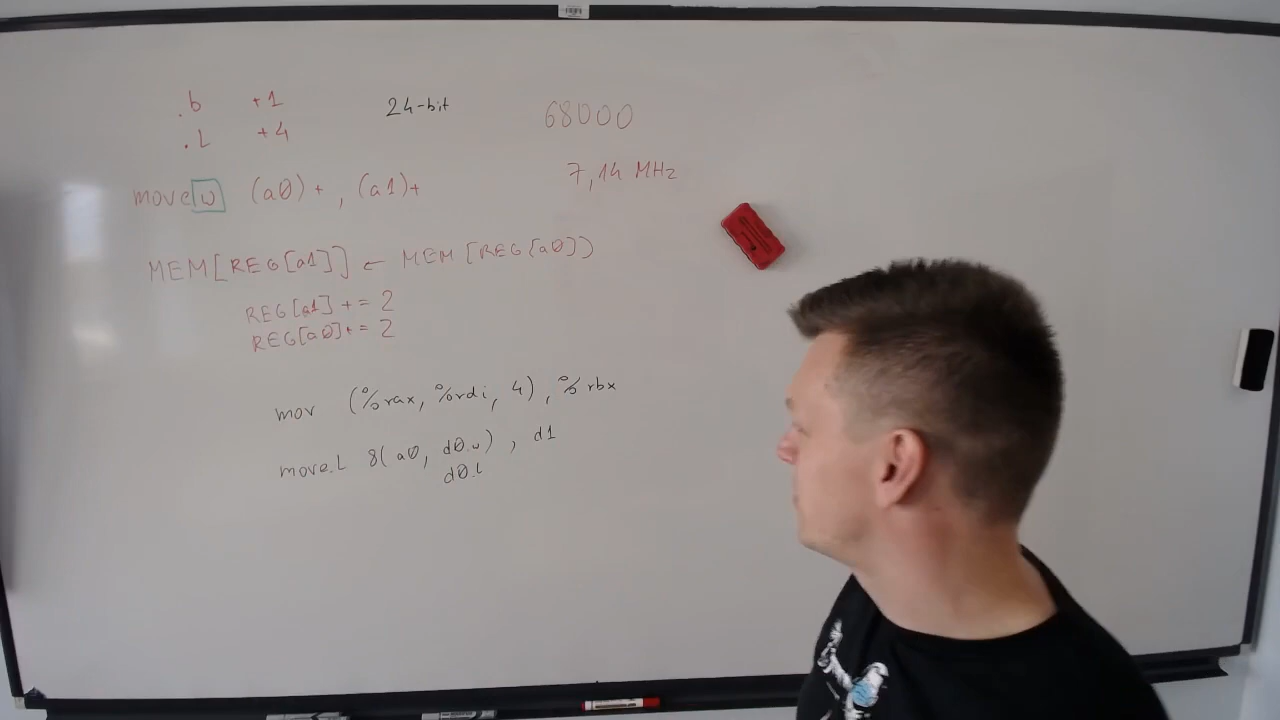 .b +1
.L +4
24-bit
68000
7,14 MHz
move w (a0)+ , (a1)+
MEM[REG[a1]] ← MEM[REG[a0]]
REG[a1] += 2
REG[a0] += 2
mov (%rax, %rdi, 4), %rbx
move.L 8(a0, d0.w) , d1
d0.L